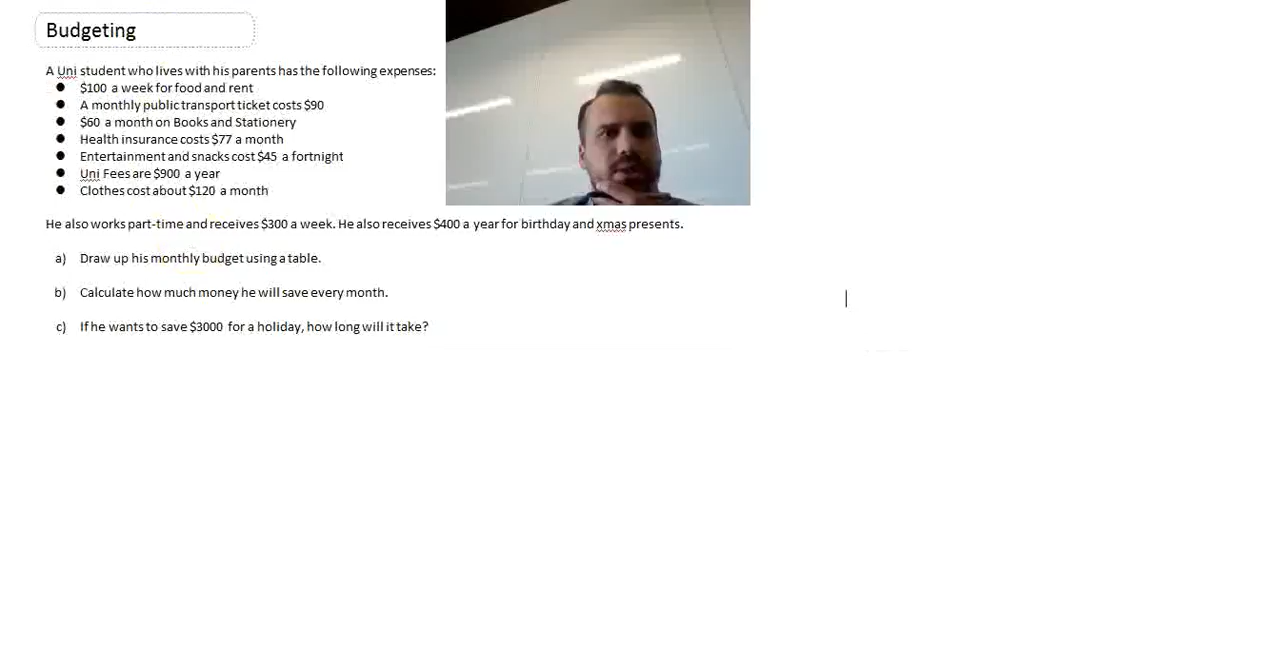 Budgeting
A Uni student who lives with his parents has the following expenses:
● $100 a week for food and rent
● A monthly public transport ticket costs $90
● $60 a month on Books and Stationery
● Health insurance costs $77 a month
● Entertainment and snacks cost $45 a fortnight
● Uni Fees are $900 a year
● Clothes cost about $120 a month
He also works part-time and receives $300 a week. He also receives $400 a year for birthday and xmas presents.
a) Draw up his monthly budget using a table.
b) Calculate how much money he will save every month.
c) If he wants to save $3000 for a holiday, how long will it take?